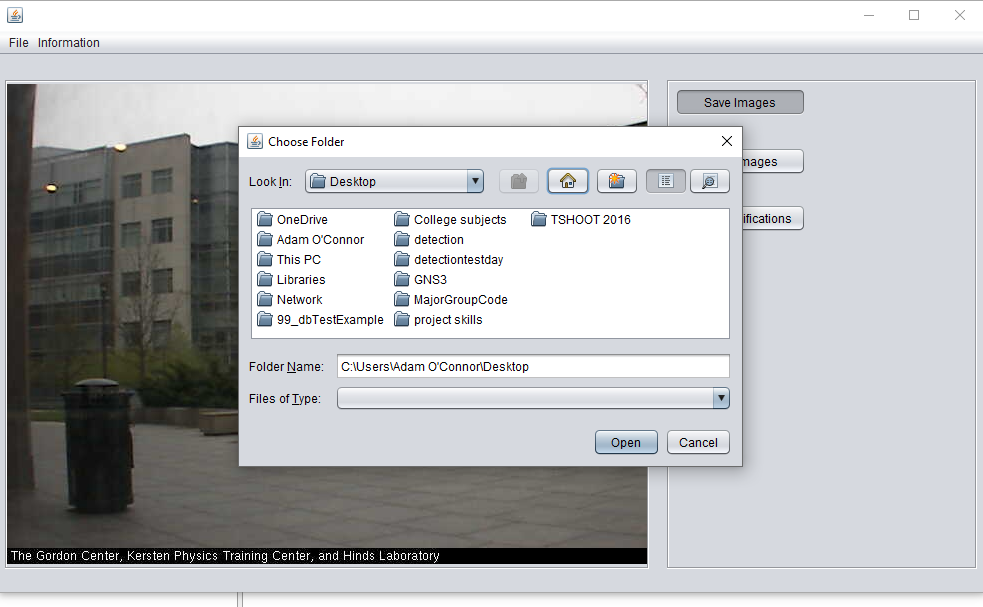 File Information
Save Images
Choose Folder
Look In: Desktop
OneDrive College subjects TSHOOT 2016
Adam O'Connor detection
This PC detectiontestday
Libraries GNS3
Network MajorGroupCode
99_dbTestExample project skills
mages
ifications
Folder Name: C:\Users\Adam O'Connor\Desktop
Files of Type:
Open Cancel
The Gordon Center, Kersten Physics Training Center, and Hinds Laboratory